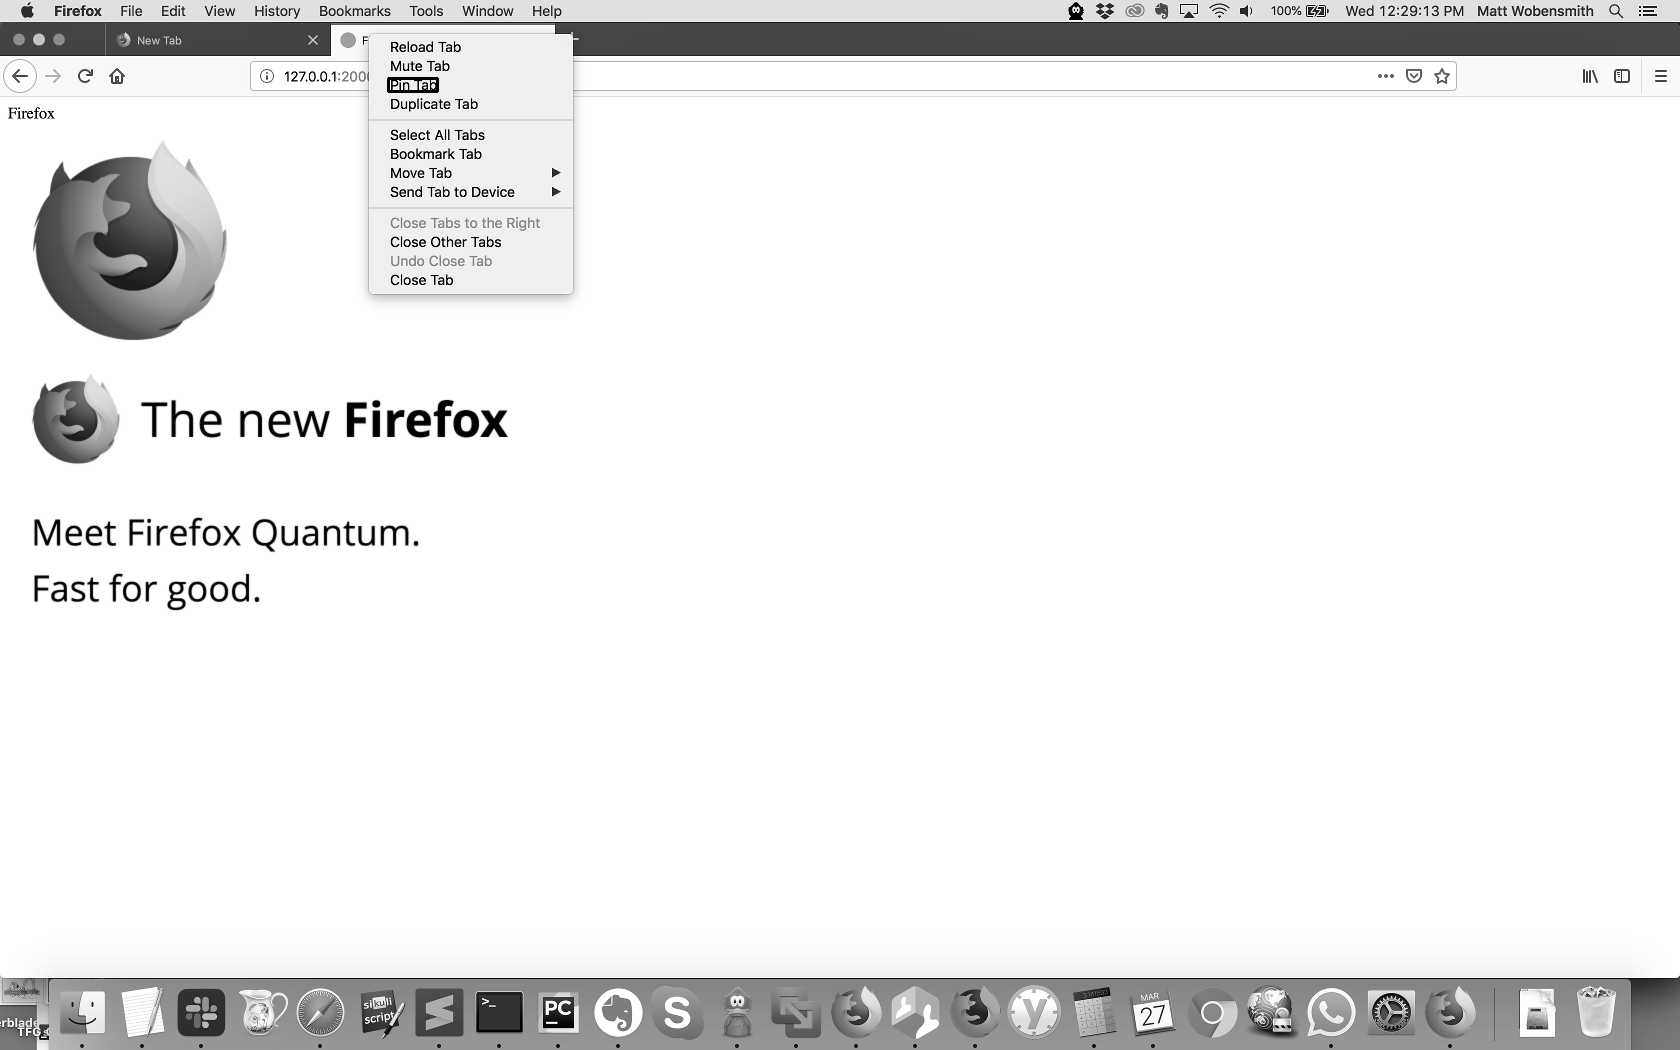 Firefox File Edit View History Bookmarks Tools Window Help 100% Wed 12:29:13 PM Matt Wobensmith
New Tab
127.0.0.1:200
Reload Tab
Mute Tab
Pin Tab
Duplicate Tab
Select All Tabs
Bookmark Tab
Move Tab
Send Tab to Device
Close Tabs to the Right
Close Other Tabs
Undo Close Tab
Close Tab
Firefox
The new Firefox
Meet Firefox Quantum.
Fast for good.
erblade
TFG
sikuli
script
>_
PC
S
MAR
27